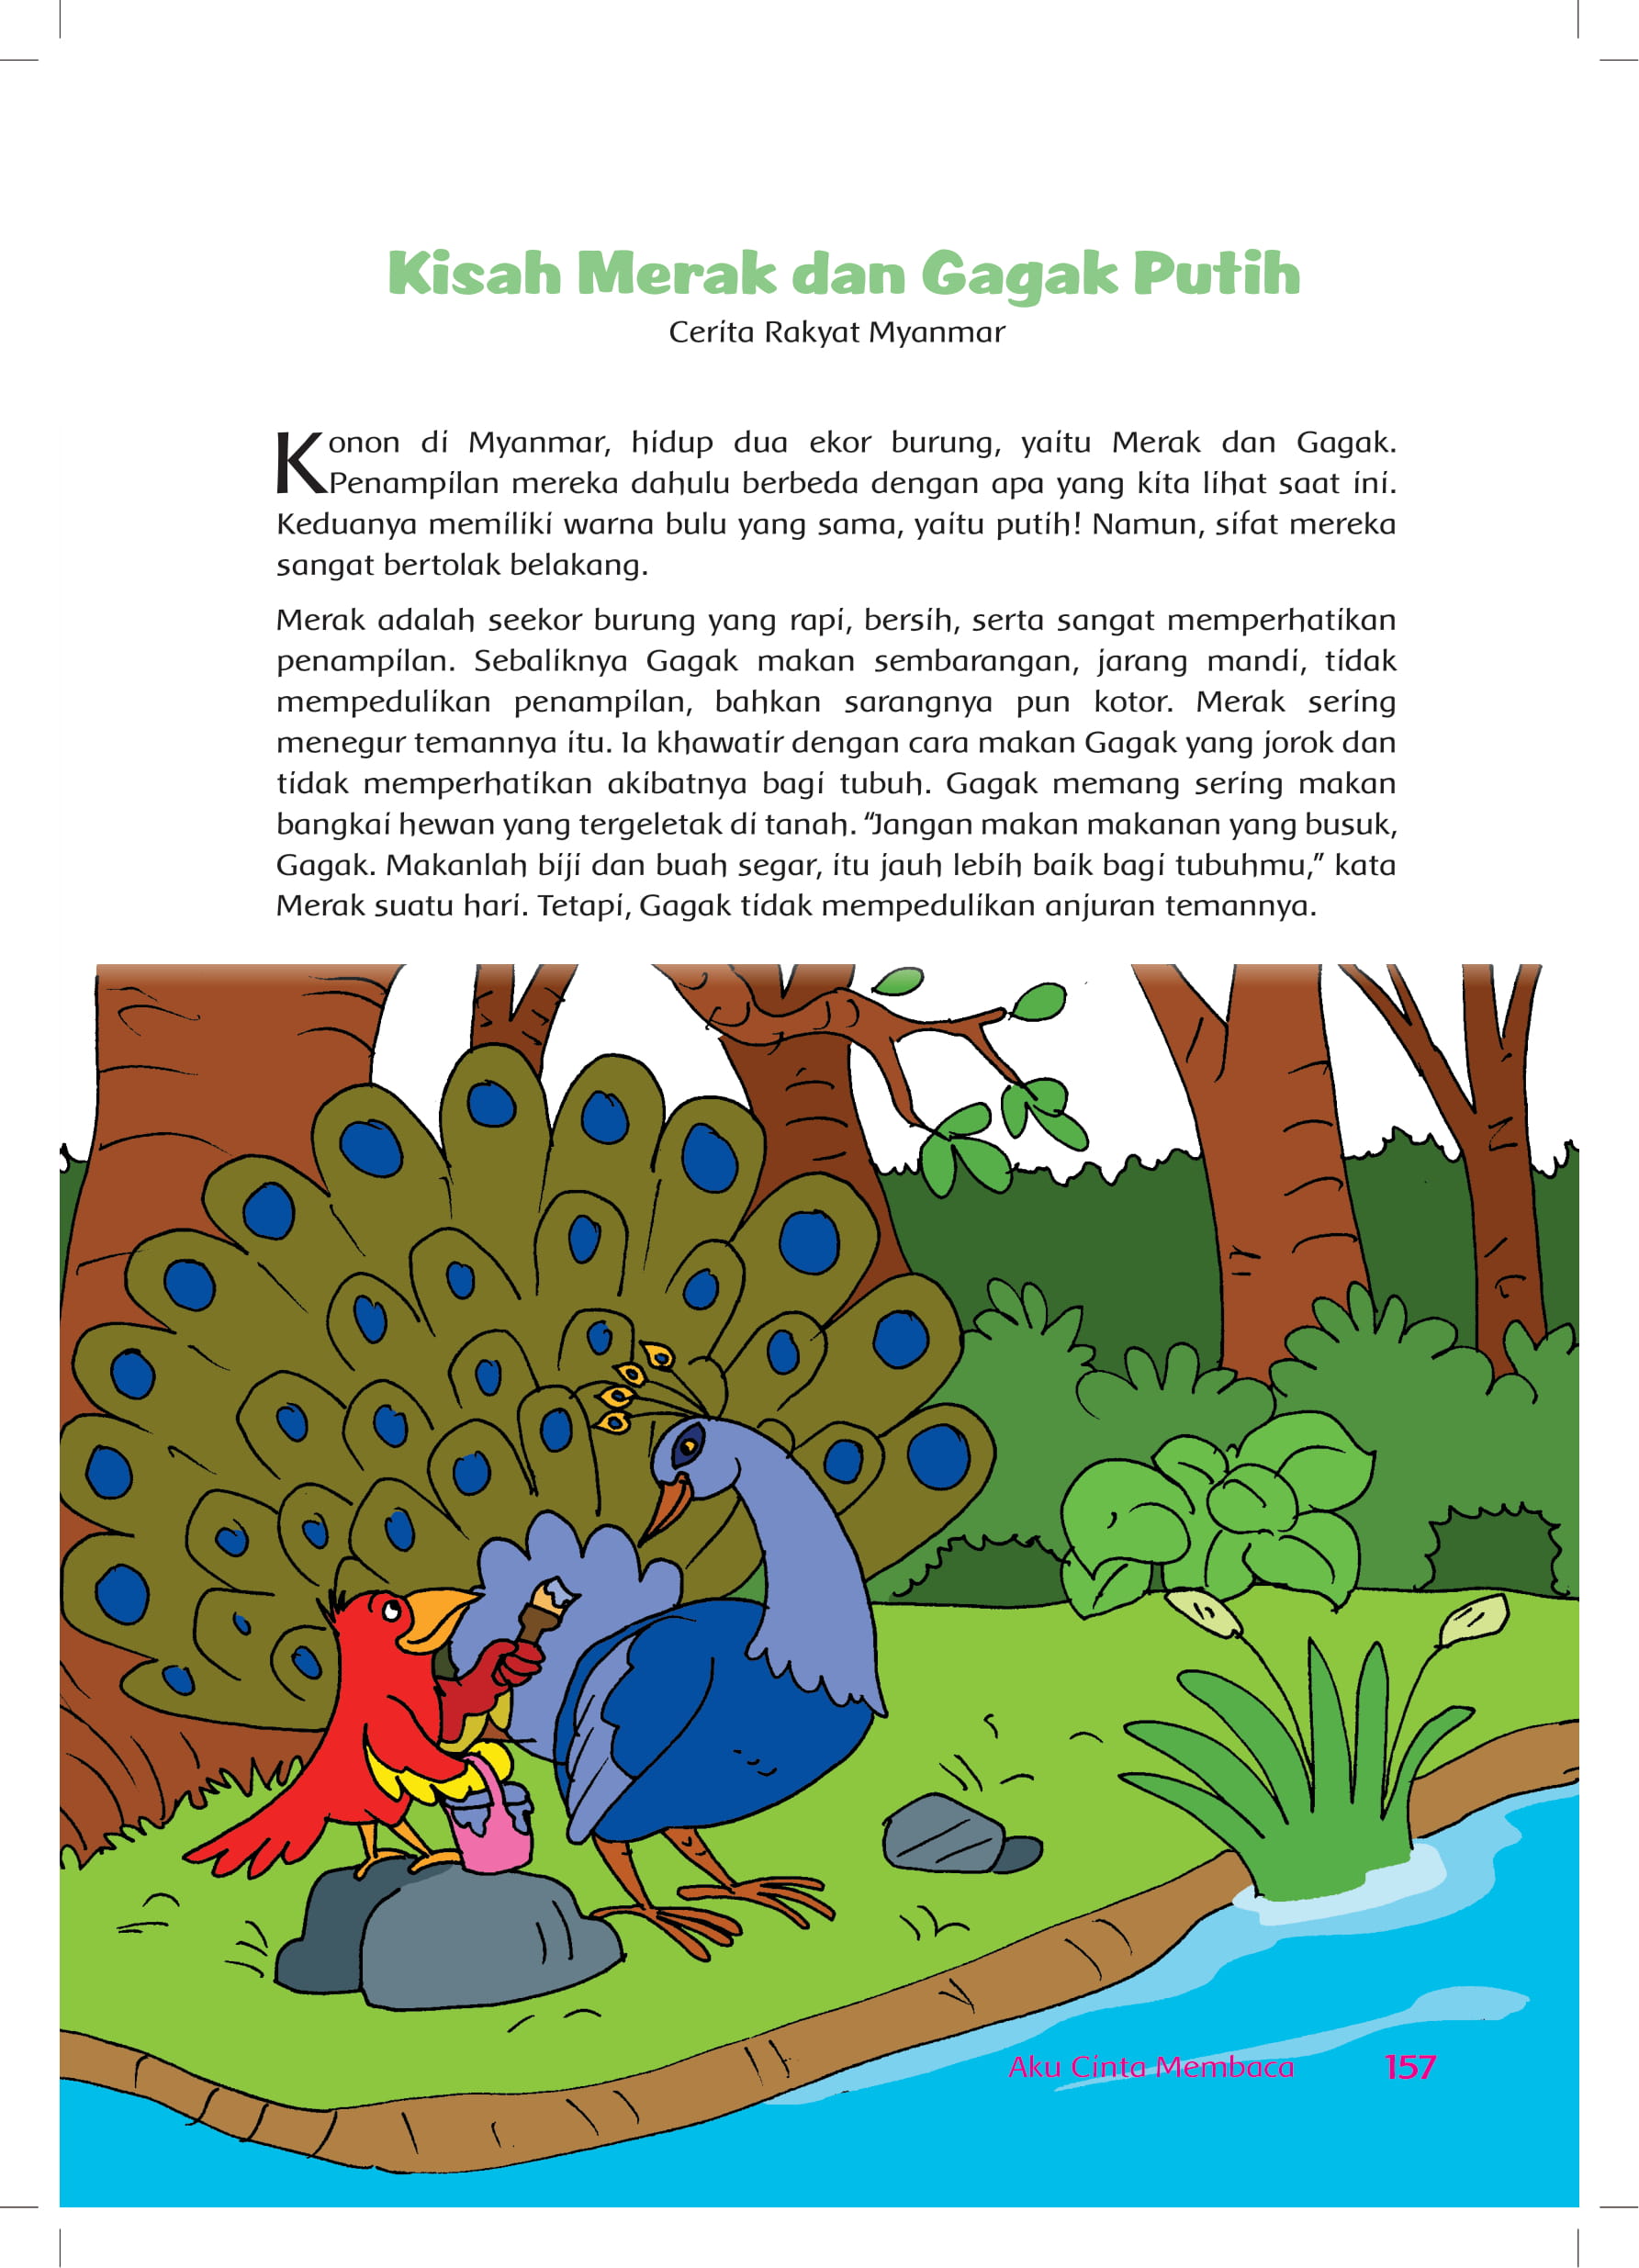 Kisah Merak dan Gagak Putih
Cerita Rakyat Myanmar
Konon di Myanmar, hidup dua ekor burung, yaitu Merak dan Gagak.
Penampilan mereka dahulu berbeda dengan apa yang kita lihat saat ini.
Keduanya memiliki warna bulu yang sama, yaitu putih! Namun, sifat mereka
sangat bertolak belakang.
Merak adalah seekor burung yang rapi, bersih, serta sangat memperhatikan
penampilan. Sebaliknya Gagak makan sembarangan, jarang mandi, tidak
mempedulikan penampilan, bahkan sarangnya pun kotor. Merak sering
menegur temannya itu. Ia khawatir dengan cara makan Gagak yang jorok dan
tidak memperhatikan akibatnya bagi tubuh. Gagak memang sering makan
bangkai hewan yang tergeletak di tanah. “Jangan makan makanan yang busuk,
Gagak. Makanlah biji dan buah segar, itu jauh lebih baik bagi tubuhmu,” kata
Merak suatu hari. Tetapi, Gagak tidak mempedulikan anjuran temannya.
Aku Cinta Membaca 157